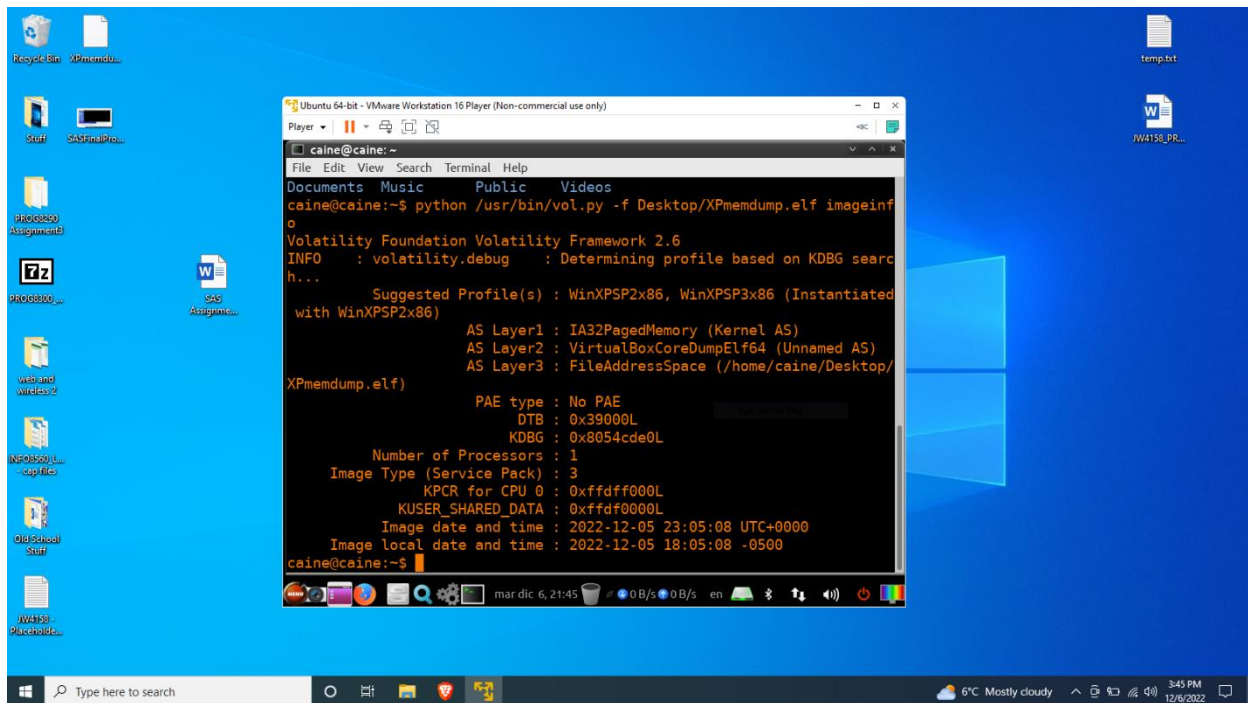 Recycle Bin
XPmemdu...
temp.txt
Stuff
SASFinalPro...
JW4158_PR...
PROG8290
Assignment3
PROG8300_...
SAS
Assignme...
web and
wireless 2
INFO8560_L...
- cap files
Old School
Stuff
JW4158 -
Placeholde...
Ubuntu 64-bit - VMware Workstation 16 Player (Non-commercial use only)
Player
caine@caine: ~
File Edit View Search Terminal Help
Documents Music Public Videos
caine@caine:~$ python /usr/bin/vol.py -f Desktop/XPmemdump.elf imageinf
o
Volatility Foundation Volatility Framework 2.6
INFO : volatility.debug : Determining profile based on KDBG searc
h...
Suggested Profile(s) : WinXPSP2x86, WinXPSP3x86 (Instantiated
with WinXPSP2x86)
AS Layer1 : IA32PagedMemory (Kernel AS)
AS Layer2 : VirtualBoxCoreDumpElf64 (Unnamed AS)
AS Layer3 : FileAddressSpace (/home/caine/Desktop/
XPmemdump.elf)
PAE type : No PAE
DTB : 0x39000L
KDBG : 0x8054cde0L
Number of Processors : 1
Image Type (Service Pack) : 3
KPCR for CPU 0 : 0xffdff000L
KUSER_SHARED_DATA : 0xffdf0000L
Image date and time : 2022-12-05 23:05:08 UTC+0000
Image local date and time : 2022-12-05 18:05:08 -0500
caine@caine:~$
MENU mar dic 6, 21:45 0 B/s 0 B/s en
Type here to search
6°C Mostly cloudy
3:45 PM
12/6/2022